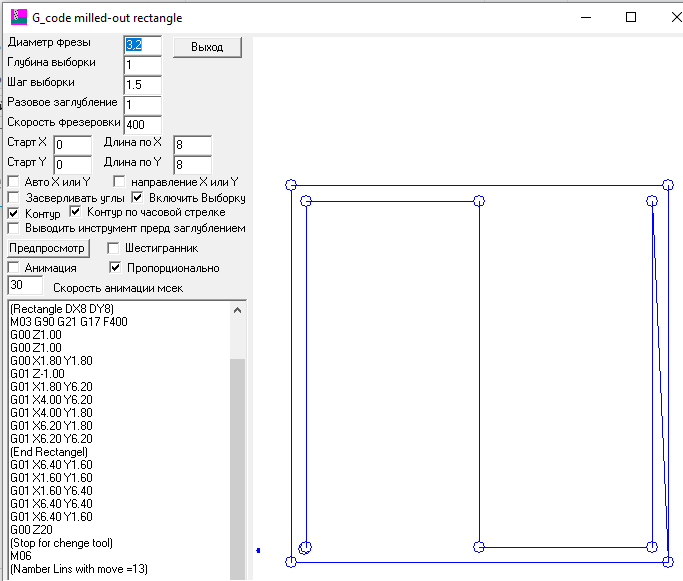 G_code milled-out rectangle
Диаметр фрезы 3,2 Выход
Глубина выборки 1
Шаг выборки 1.5
Разовое заглубление 1
Скорость фрезеровки 400
Старт X 0 Длина по X 8
Старт Y 0 Длина по Y 8
Авто X или Y направление X или Y
Засверливать углы Включить Выборку
Контур Контур по часовой стрелке
Выводить инструмент прерд заглублением
Предпросмотр Шестигранник
Анимация Пропорционально
30 Скорость анимации мсек
(Rectangle DX8 DY8)
M03 G90 G21 G17 F400
G00 Z1.00
G00 Z1.00
G00 X1.80 Y1.80
G01 Z-1.00
G01 X1.80 Y6.20
G01 X4.00 Y6.20
G01 X4.00 Y1.80
G01 X6.20 Y1.80
G01 X6.20 Y6.20
(End Rectangel)
G01 X6.40 Y1.60
G01 X1.60 Y1.60
G01 X1.60 Y6.40
G01 X6.40 Y6.40
G01 X6.40 Y1.60
G00 Z20
(Stop for chenge tool)
M06
(Namber Lins with move =13)